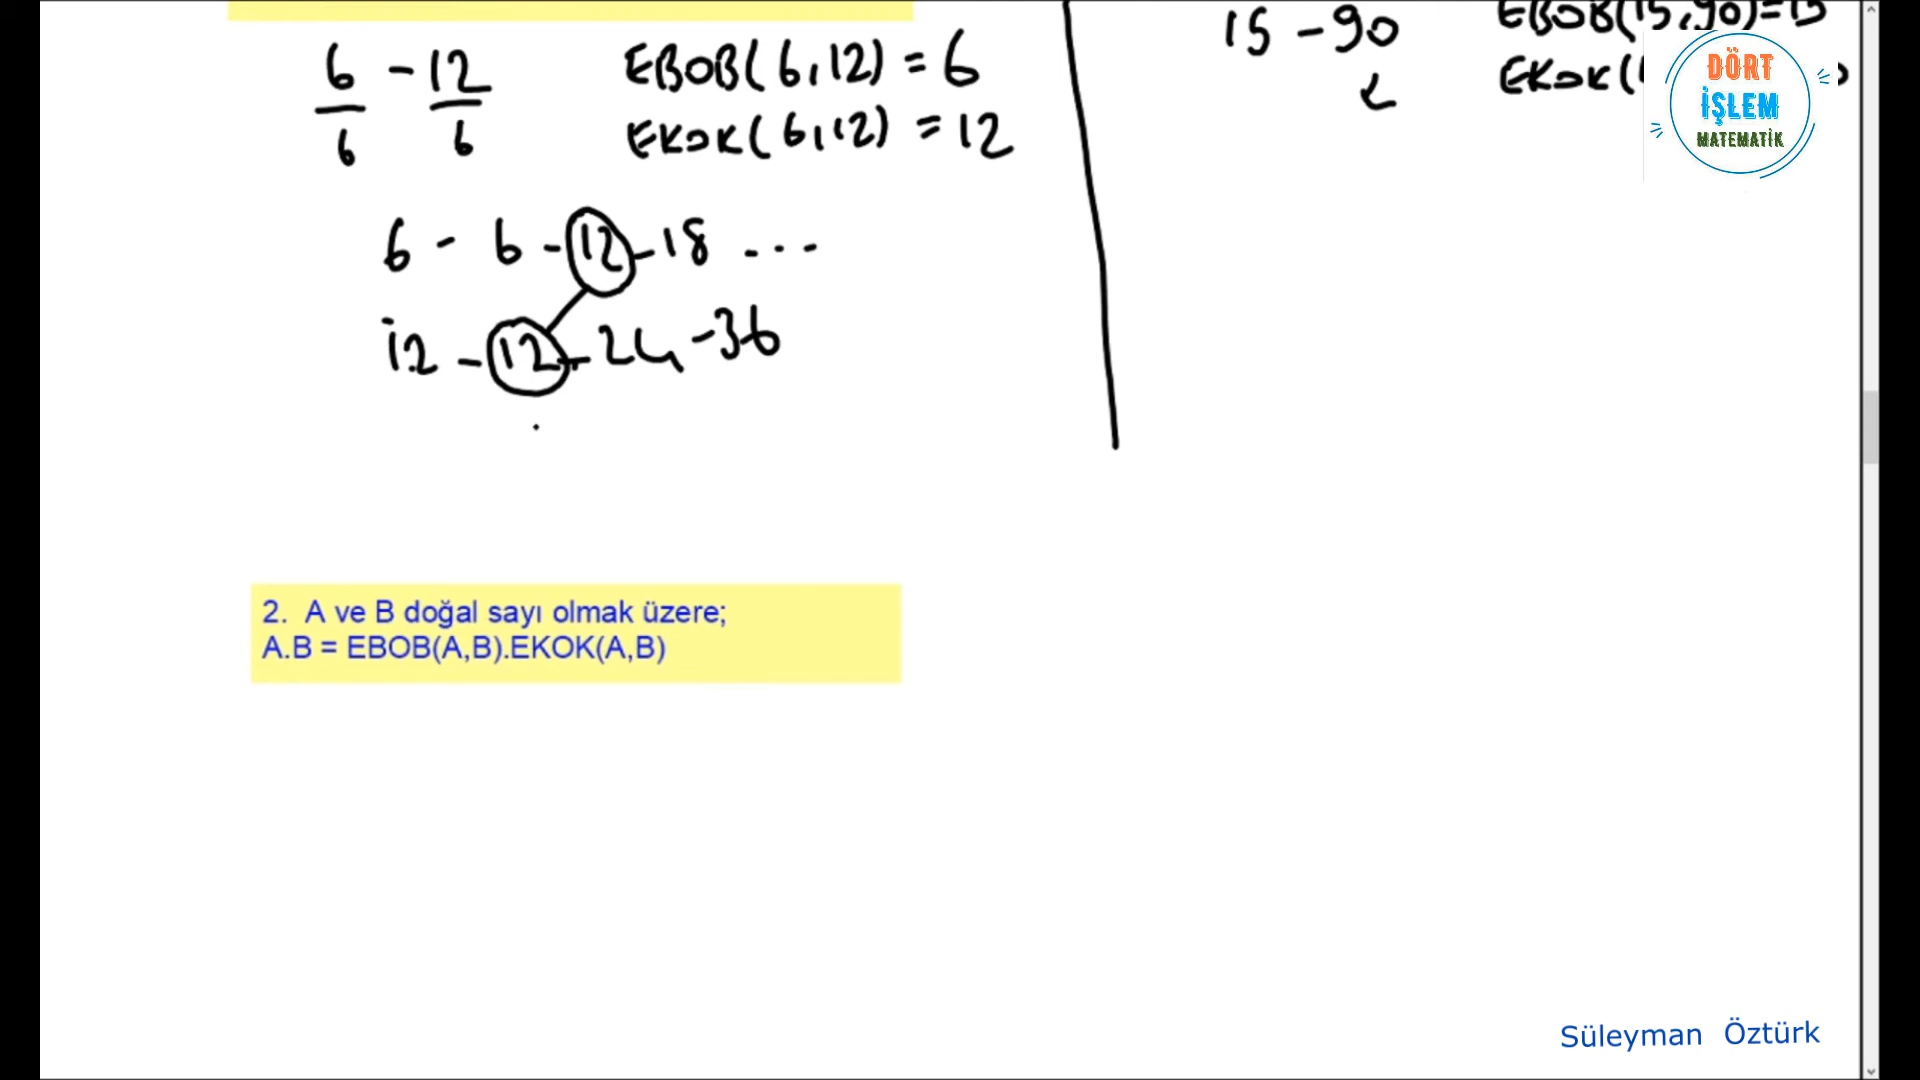 6 - 12
6 6
EBOB(6,12) = 6
EKOK(6,12) = 12
6 - 6 - 12 - 18 ...
12 - 12 - 24 - 36
15 - 90
EBOB(15,90)=15
EKOK(
DÖRT
İŞLEM
MATEMATİK
2. A ve B doğal sayı olmak üzere;
A.B = EBOB(A,B).EKOK(A,B)
Süleyman Öztürk